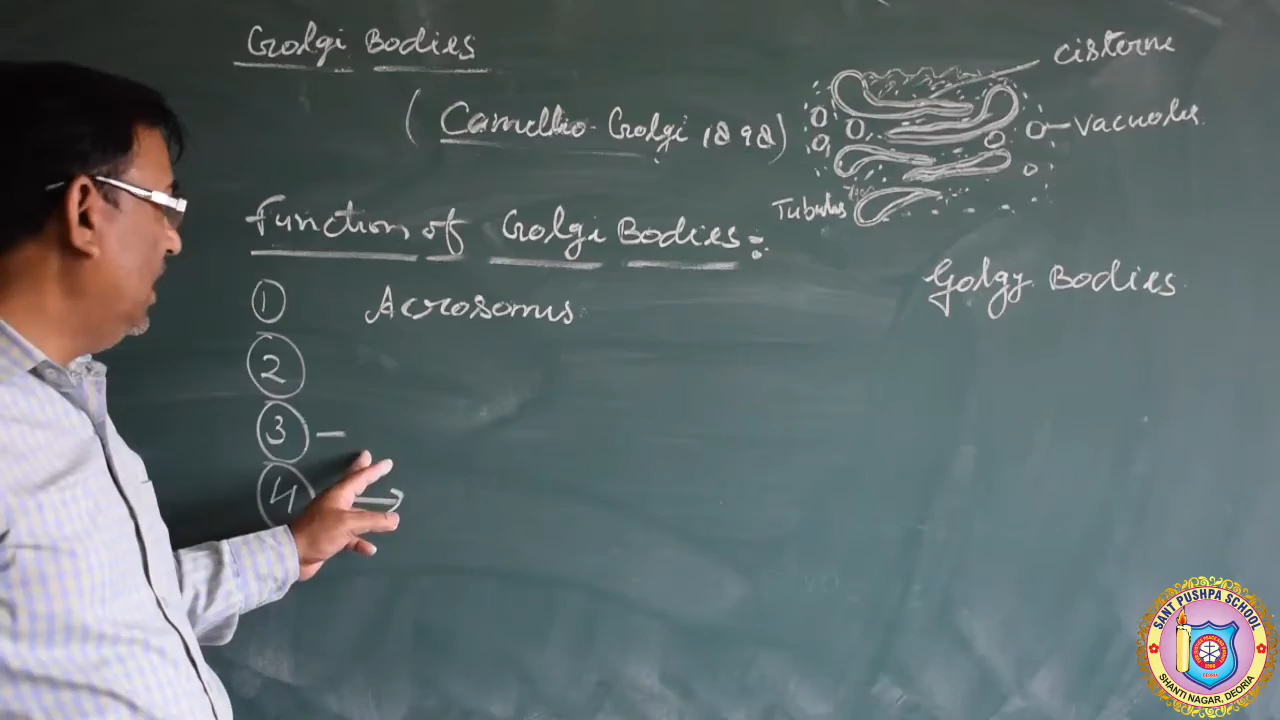 Golgi Bodies
(Camellio-Golgi 1898)
cisterne
Vacuoles
Tubules
Function of Golgi Bodies:
Golgy Bodies
① Acrosomes
②
③ —
④ →
SANT PUSHPA SCHOOL
SHANTI NAGAR, DEORIA